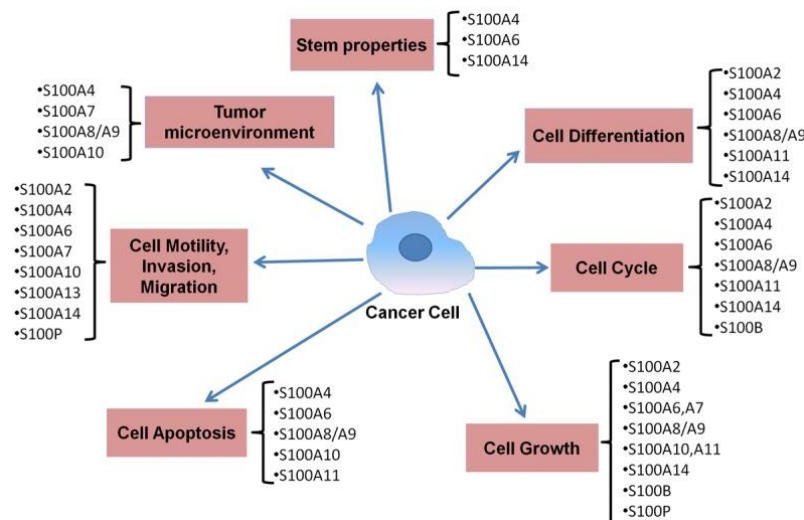 Stem properties
•S100A4
•S100A6
•S100A14
Tumor
microenvironment
•S100A4
•S100A7
•S100A8/A9
•S100A10
Cell Differentiation
•S100A2
•S100A4
•S100A6
•S100A8/A9
•S100A11
•S100A14
Cell Motility,
Invasion,
Migration
•S100A2
•S100A4
•S100A6
•S100A7
•S100A10
•S100A13
•S100A14
•S100P
Cancer Cell
Cell Cycle
•S100A2
•S100A4
•S100A6
•S100A8/A9
•S100A11
•S100A14
•S100B
Cell Apoptosis
•S100A4
•S100A6
•S100A8/A9
•S100A10
•S100A11
Cell Growth
•S100A2
•S100A4
•S100A6,A7
•S100A8/A9
•S100A10,A11
•S100A14
•S100B
•S100P